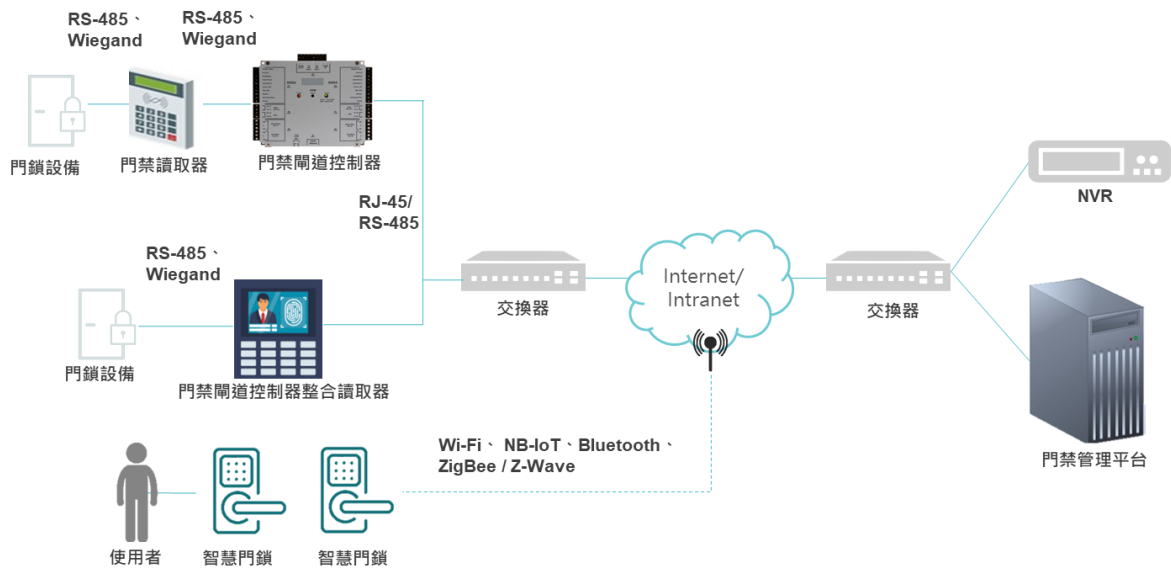 RS-485、
Wiegand
RS-485、
Wiegand
門鎖設備
門禁讀取器
門禁閘道控制器
RJ-45/
RS-485
NVR
RS-485、
Wiegand
Internet/
Intranet
交換器
交換器
門鎖設備
門禁閘道控制器整合讀取器
Wi-Fi、 NB-IoT、Bluetooth、
ZigBee / Z-Wave
門禁管理平台
使用者
智慧門鎖
智慧門鎖